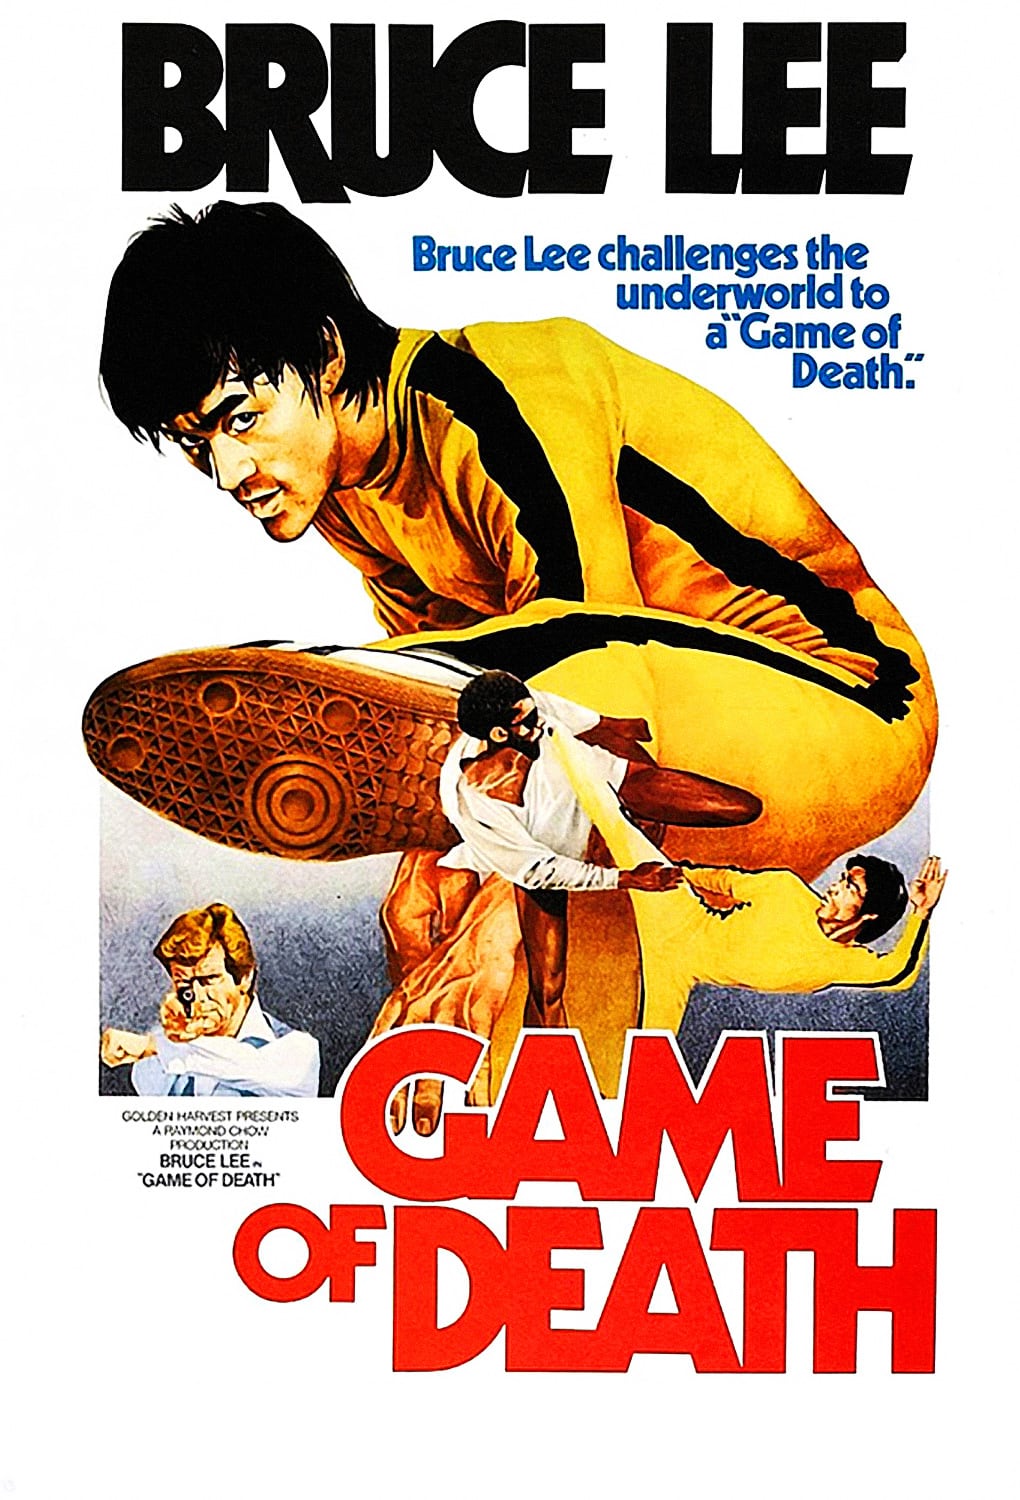 BRUCE LEE
Bruce Lee challenges the
underworld to
a "Game of
Death."
GOLDEN HARVEST PRESENTS
A RAYMOND CHOW
PRODUCTION
BRUCE LEE IN
"GAME OF DEATH"
GAME
OF DEATH